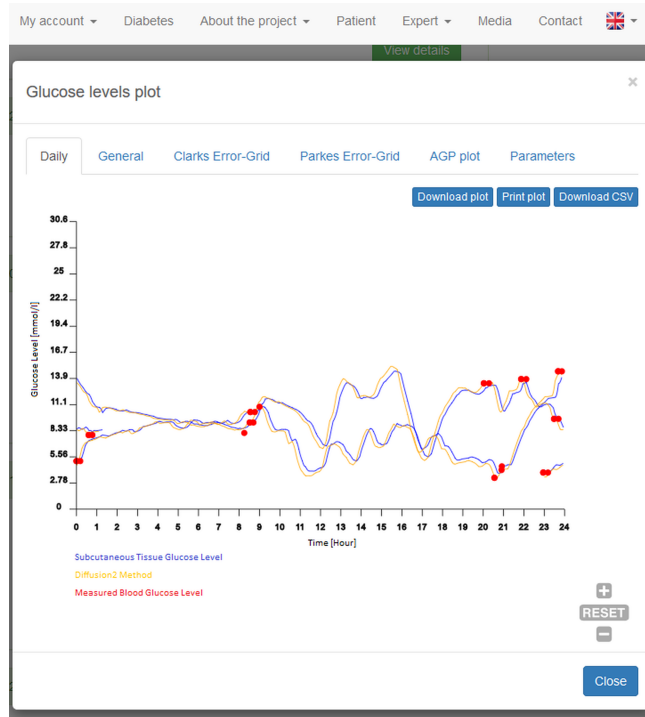 My account About the project Diabetes Patient Expert Media Contact
View details
Glucose levels plot
×
Daily General Clarks Error-Grid Parkes Error-Grid AGP plot Parameters
Download plot Print plot Download CSV
30.6
27.8
25
22.2
19.4
16.7
13.9
11.1
8.33
5.56
2.78
0
Glucose Level [mmol/l]
0 1 2 3 4 5 6 7 8 9 10 11 12 13 14 15 16 17 18 19 20 21 22 23 24
Time [Hour]
Subcutaneous Tissue Glucose Level
Diffusion2 Method
Measured Blood Glucose Level
RESET
Close